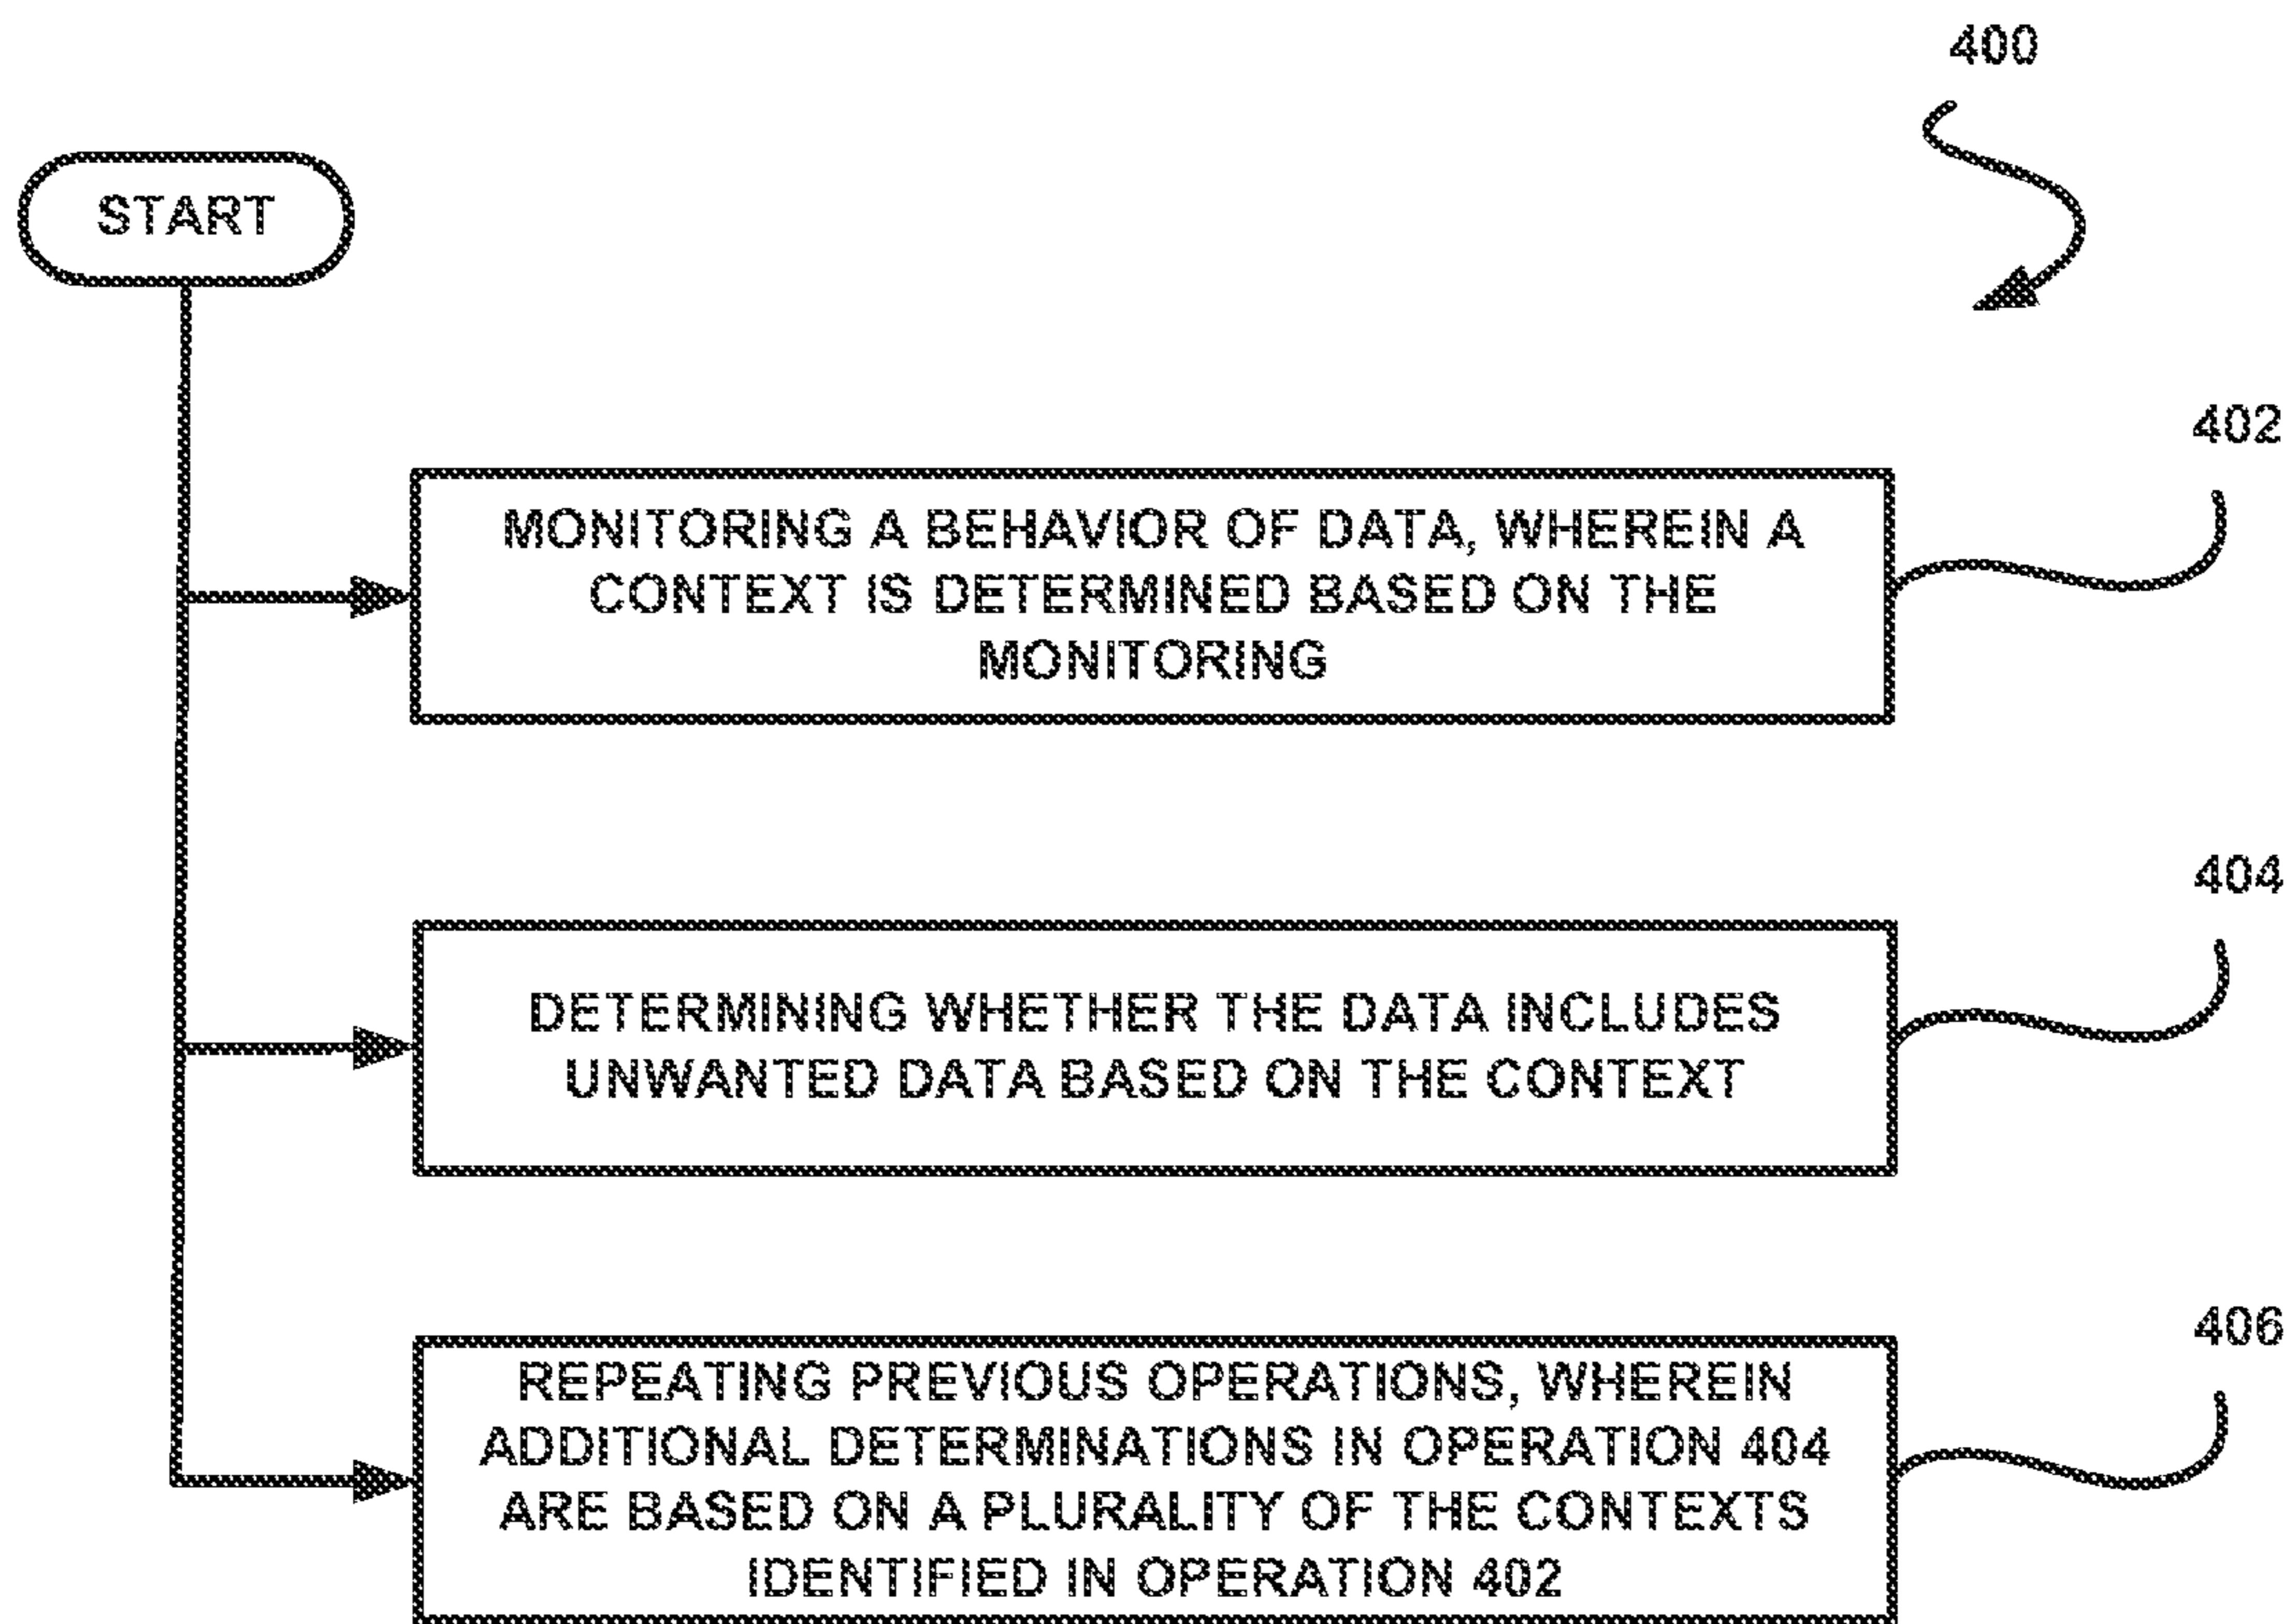 400
START
402
MONITORING A BEHAVIOR OF DATA, WHEREIN A
CONTEXT IS DETERMINED BASED ON THE
MONITORING
404
DETERMINING WHETHER THE DATA INCLUDES
UNWANTED DATA BASED ON THE CONTEXT
406
REPEATING PREVIOUS OPERATIONS, WHEREIN
ADDITIONAL DETERMINATIONS IN OPERATION 404
ARE BASED ON A PLURALITY OF THE CONTEXTS
IDENTIFIED IN OPERATION 402